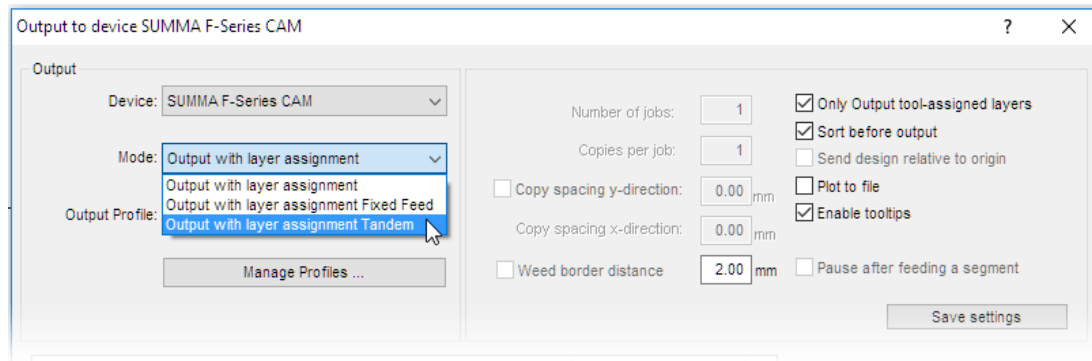 Output to device SUMMA F-Series CAM
?
Output
Device: SUMMA F-Series CAM
Mode: Output with layer assignment
Output with layer assignment
Output with layer assignment Fixed Feed
Output with layer assignment Tandem
Output Profile:
Manage Profiles ...
Number of jobs: 1
Copies per job: 1
Copy spacing y-direction: 0.00 mm
Copy spacing x-direction: 0.00 mm
Weed border distance 2.00 mm
Only Output tool-assigned layers
Sort before output
Send design relative to origin
Plot to file
Enable tooltips
Pause after feeding a segment
Save settings